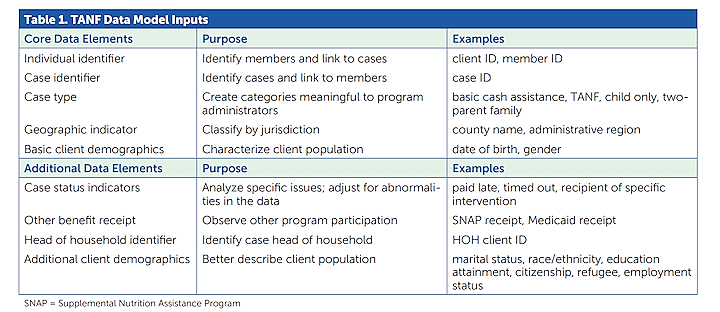 Table 1. TANF Data Model Inputs
Core Data Elements Purpose Examples
Individual identifier Identify members and link to cases client ID, member ID
Case identifier Identify cases and link to members case ID
Case type Create categories meaningful to program basic cash assistance, TANF, child only, two-
administrators parent family
Geographic indicator Classify by jurisdiction county name, administrative region
Basic client demographics Characterize client population date of birth, gender
Additional Data Elements Purpose Examples
Case status indicators Analyze specific issues; adjust for abnormali- paid late, timed out, recipient of specific
ties in the data intervention
Other benefit receipt Observe other program participation SNAP receipt, Medicaid receipt
Head of household identifier Identify case head of household HOH client ID
Additional client demographics Better describe client population marital status, race/ethnicity, education
attainment, citizenship, refugee, employment
status
SNAP = Supplemental Nutrition Assistance Program